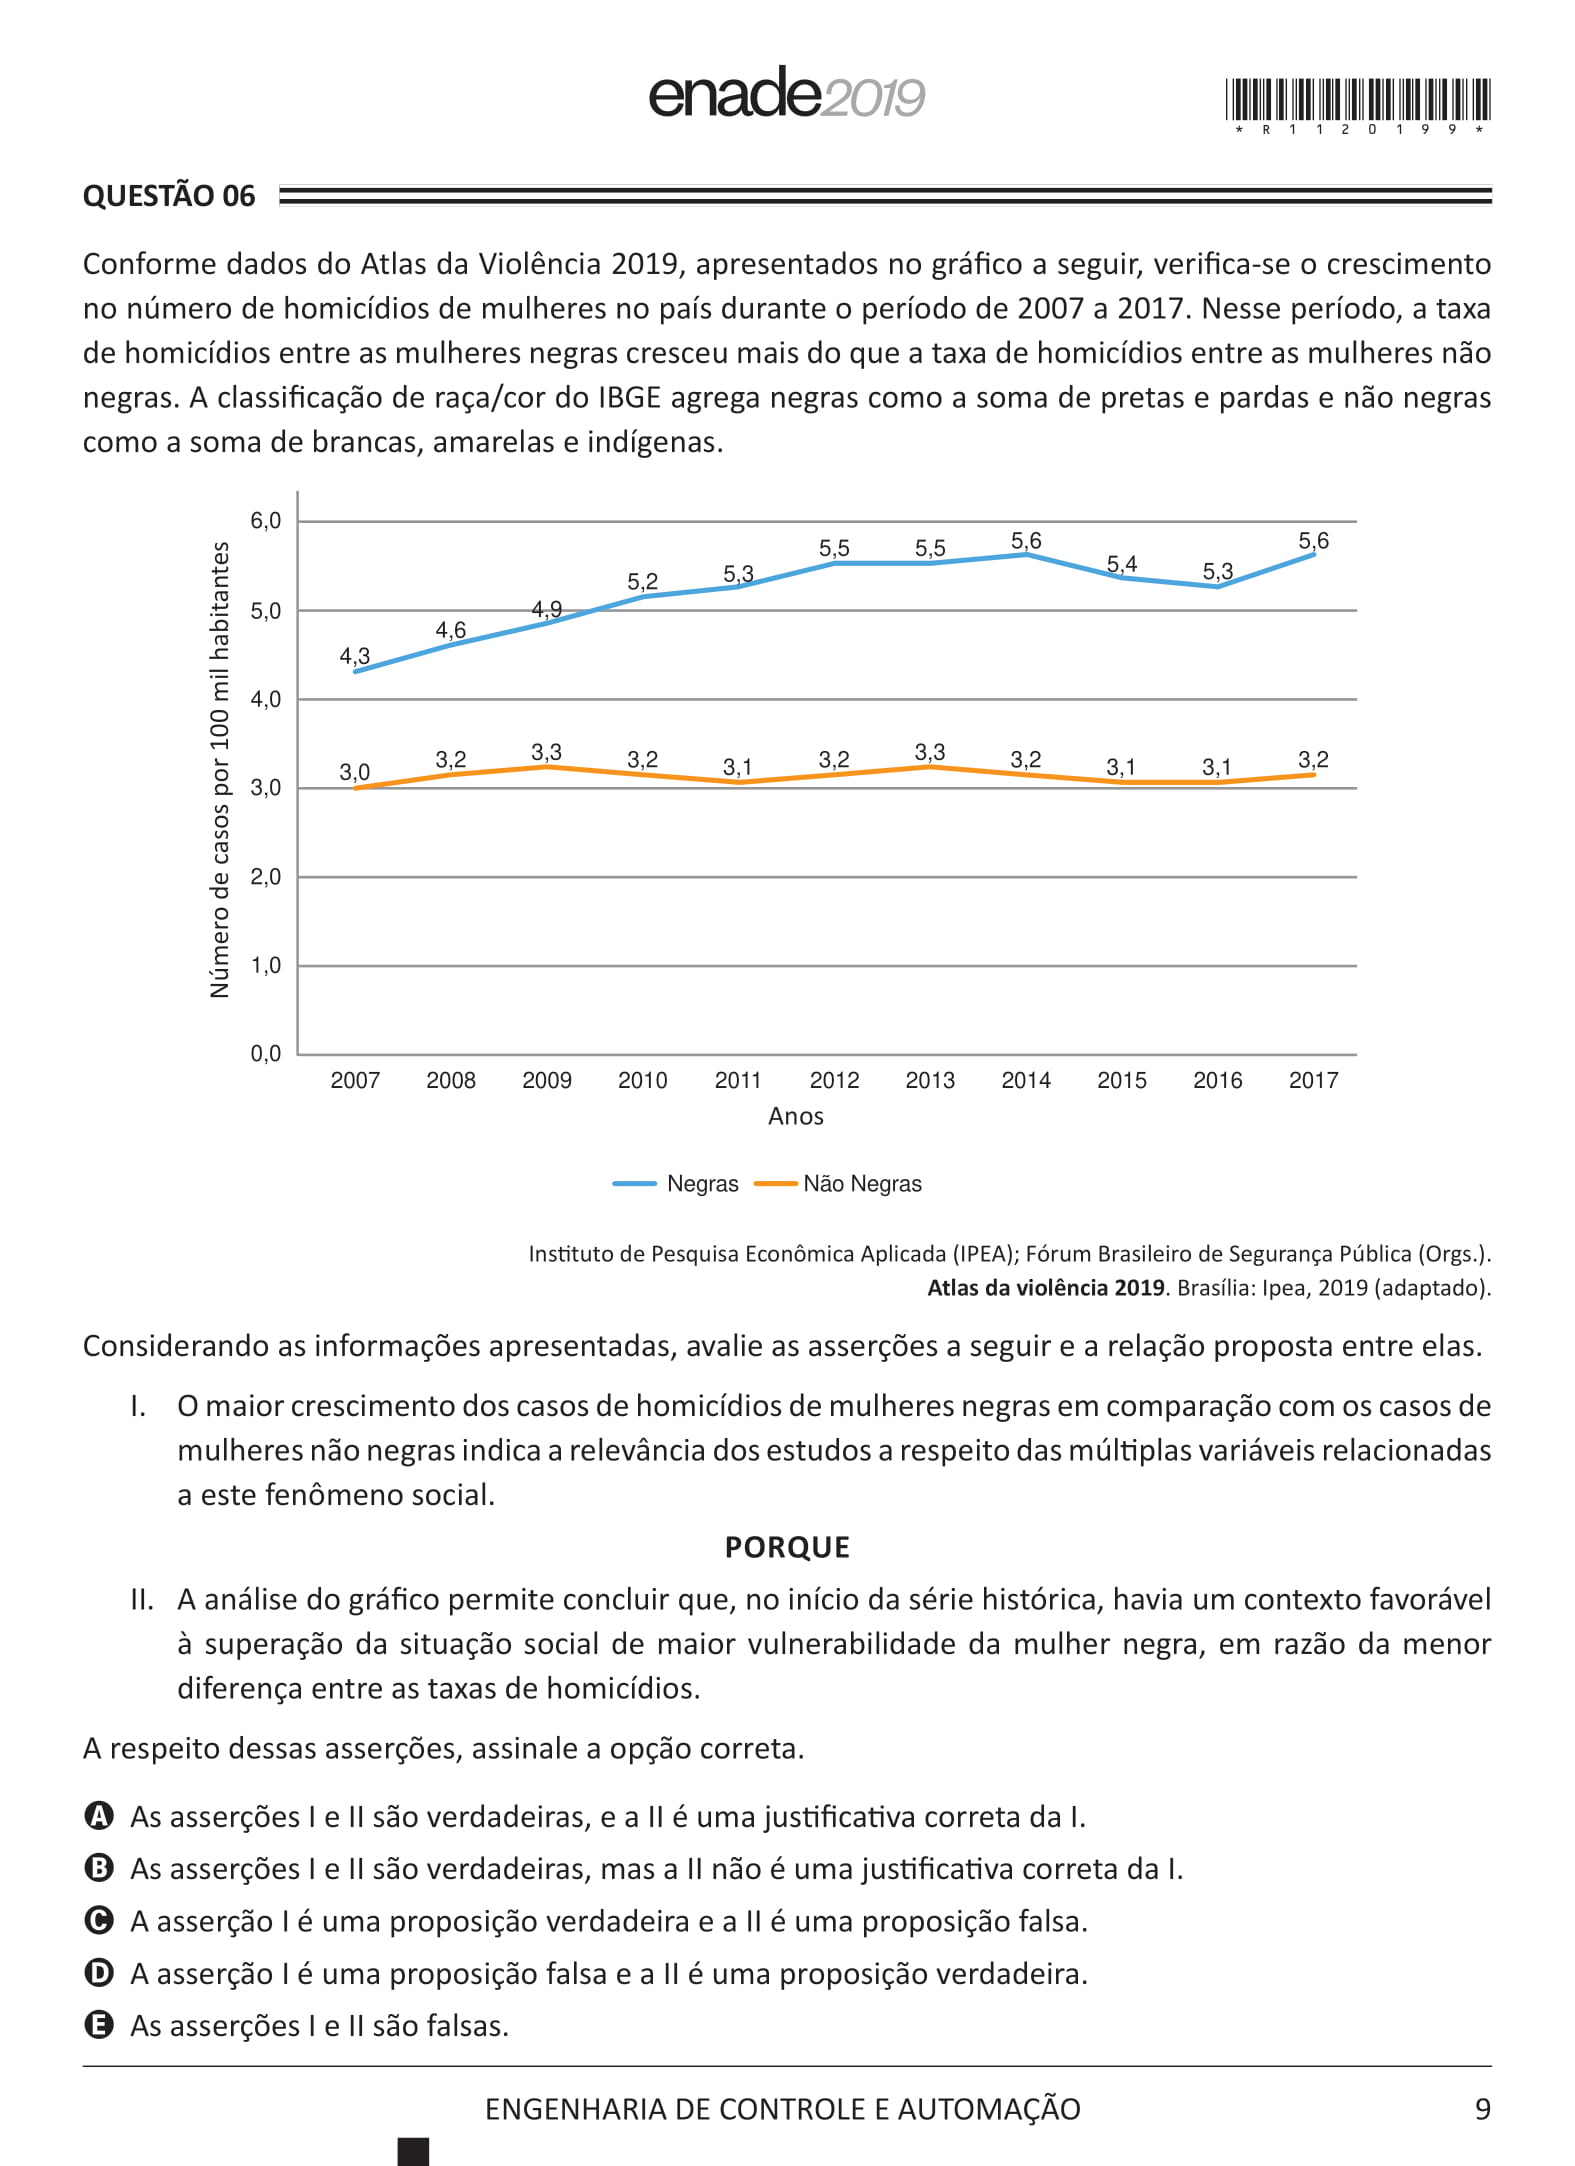 enade2019
* R 1 1 2 0 1 9 9 *
QUESTÃO 06
Conforme dados do Atlas da Violência 2019, apresentados no gráfico a seguir, verifica-se o crescimento
no número de homicídios de mulheres no país durante o período de 2007 a 2017. Nesse período, a taxa
de homicídios entre as mulheres negras cresceu mais do que a taxa de homicídios entre as mulheres não
negras. A classificação de raça/cor do IBGE agrega negras como a soma de pretas e pardas e não negras
como a soma de brancas, amarelas e indígenas.
Número de casos por 100 mil habitantes
6,0
5,0
4,0
3,0
2,0
1,0
0,0
4,3 4,6 4,9 5,2 5,3 5,5 5,5 5,6 5,4 5,3 5,6
3,0 3,2 3,3 3,2 3,1 3,2 3,3 3,2 3,1 3,1 3,2
2007 2008 2009 2010 2011 2012 2013 2014 2015 2016 2017
Anos
Negras Não Negras
Instituto de Pesquisa Econômica Aplicada (IPEA); Fórum Brasileiro de Segurança Pública (Orgs.).
Atlas da violência 2019. Brasília: Ipea, 2019 (adaptado).
Considerando as informações apresentadas, avalie as asserções a seguir e a relação proposta entre elas.
I. O maior crescimento dos casos de homicídios de mulheres negras em comparação com os casos de
mulheres não negras indica a relevância dos estudos a respeito das múltiplas variáveis relacionadas
a este fenômeno social.
PORQUE
II. A análise do gráfico permite concluir que, no início da série histórica, havia um contexto favorável
à superação da situação social de maior vulnerabilidade da mulher negra, em razão da menor
diferença entre as taxas de homicídios.
A respeito dessas asserções, assinale a opção correta.
A As asserções I e II são verdadeiras, e a II é uma justificativa correta da I.
B As asserções I e II são verdadeiras, mas a II não é uma justificativa correta da I.
C A asserção I é uma proposição verdadeira e a II é uma proposição falsa.
D A asserção I é uma proposição falsa e a II é uma proposição verdadeira.
E As asserções I e II são falsas.
ENGENHARIA DE CONTROLE E AUTOMAÇÃO 9